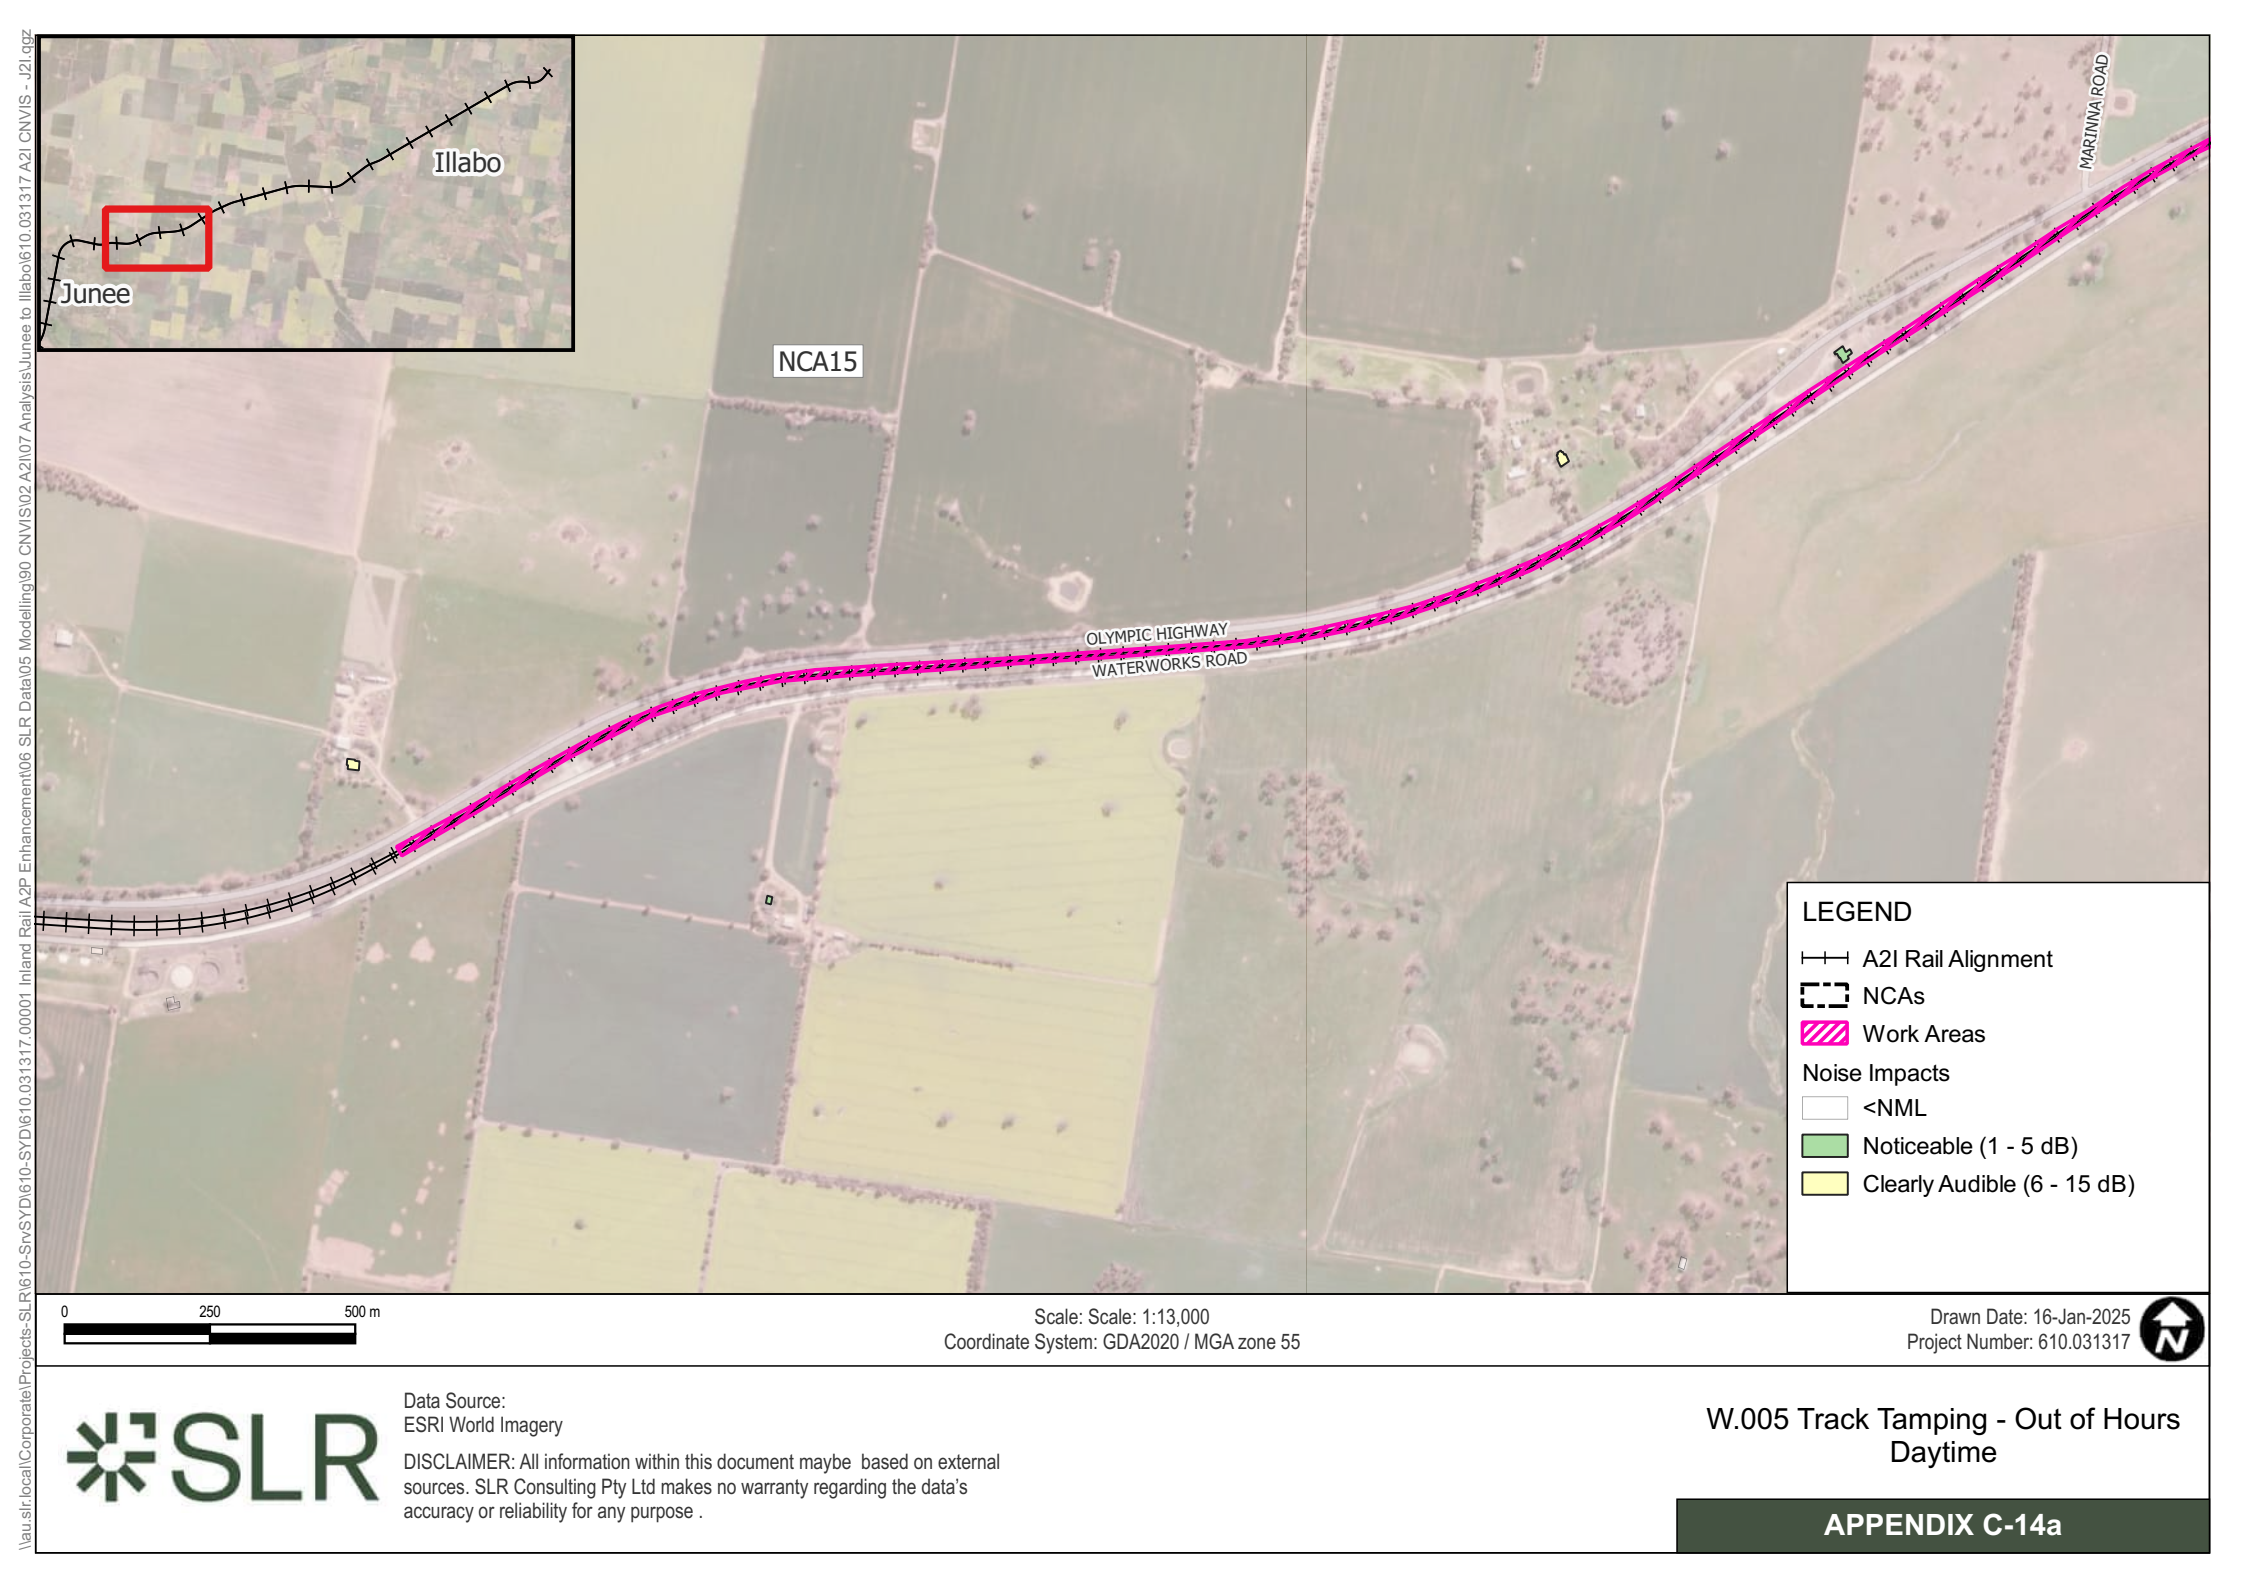 \\au.slr.local\Corporate\Projects-SLR\610-SrvSYD\610-SYD\610.031317.00001 Inland Rail A2P Enhancement\06 SLR Data\05 Modelling\90 CNVIS\02 A2I\07 Analysis\Junee to Illabo\610.031317 A2I CNVIS - J2I.qgz
Illabo
Junee
NCA15
MARINNA ROAD
OLYMPIC HIGHWAY
WATERWORKS ROAD
LEGEND
A2I Rail Alignment
NCAs
Work Areas
Noise Impacts
<NML
Noticeable (1 - 5 dB)
Clearly Audible (6 - 15 dB)
0 250 500 m
Scale: Scale: 1:13,000
Coordinate System: GDA2020 / MGA zone 55
Drawn Date: 16-Jan-2025
Project Number: 610.031317
N
SLR
Data Source:
ESRI World Imagery
DISCLAIMER: All information within this document maybe based on external
sources. SLR Consulting Pty Ltd makes no warranty regarding the data's
accuracy or reliability for any purpose .
W.005 Track Tamping - Out of Hours
Daytime
APPENDIX C-14a